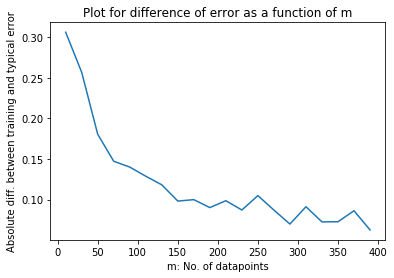 Plot for difference of error as a function of m
Absolute diff. between training and typical error
0.30
0.25
0.20
0.15
0.10
0 50 100 150 200 250 300 350 400
m: No. of datapoints